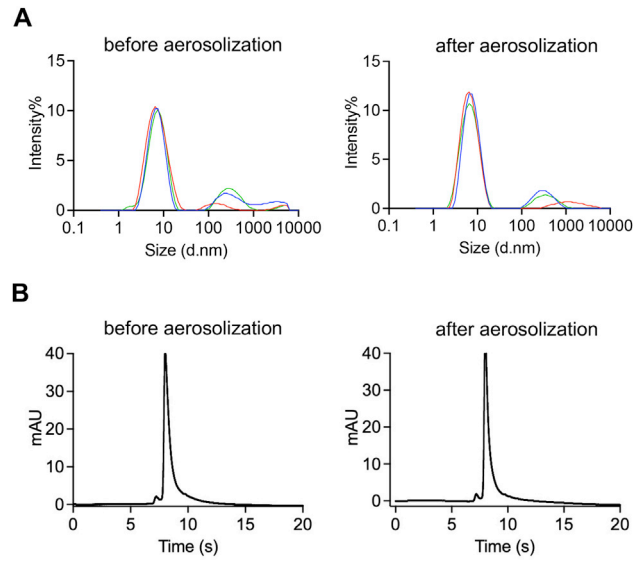 A
before aerosolization
after aerosolization
Intensity%
15
10
5
0
0.1 1 10 100 1000 10000
Size (d.nm)
Intensity%
15
10
5
0
0.1 1 10 100 1000 10000
Size (d.nm)
B
before aerosolization
after aerosolization
mAU
40
30
20
10
0
0 5 10 15 20
Time (s)
mAU
40
30
20
10
0
0 5 10 15 20
Time (s)